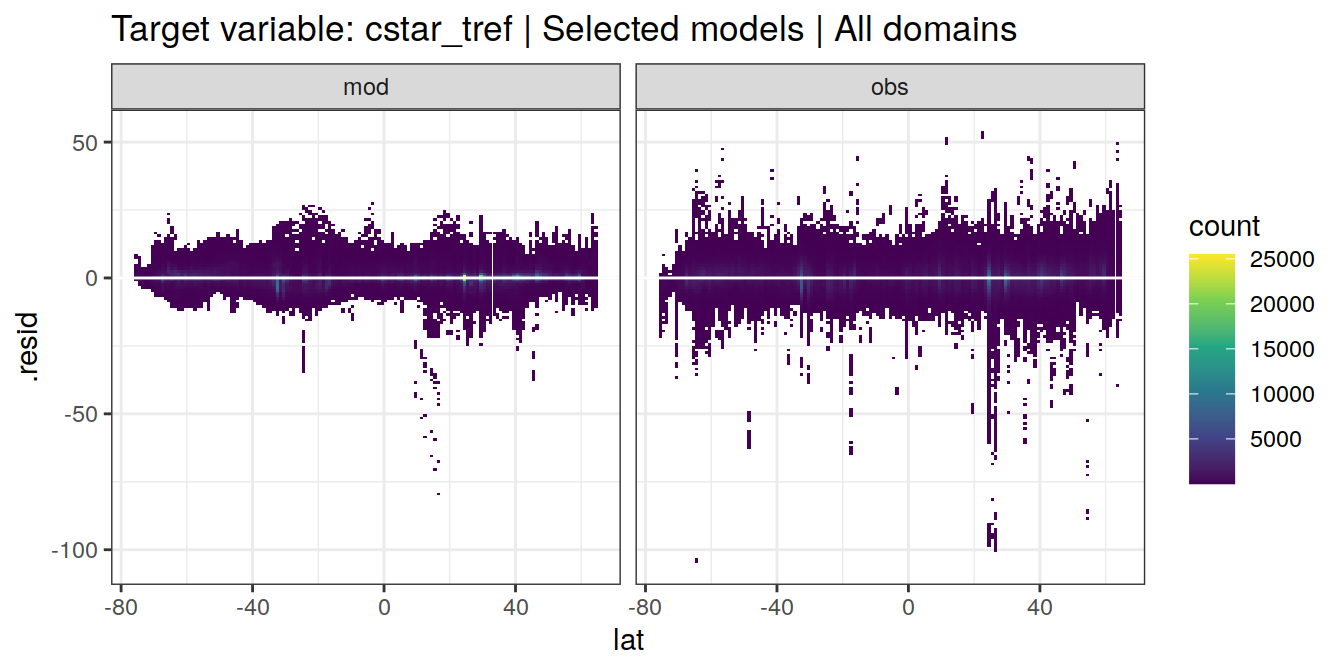 Target variable: cstar_tref | Selected models | All domains
mod
obs
50
0
-50
-100
.resid
-80
-40
0
40
-80
-40
0
40
lat
count
25000
20000
15000
10000
5000